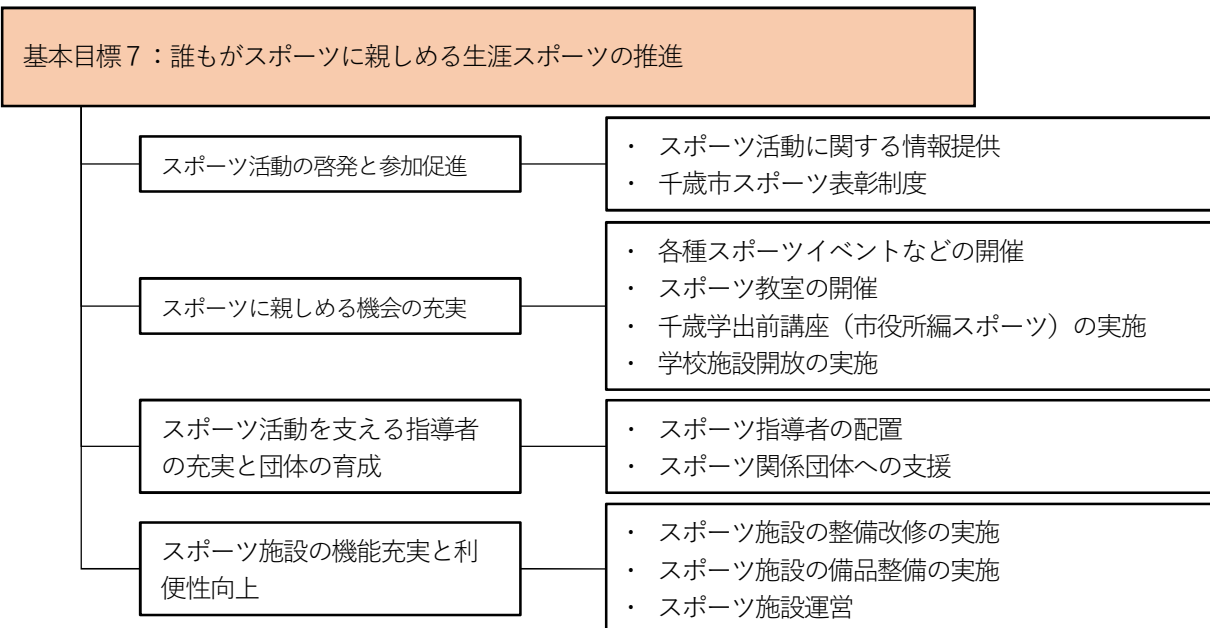 基本目標７：誰もがスポーツに親しめる生涯スポーツの推進
スポーツ活動の啓発と参加促進
・ スポーツ活動に関する情報提供
・ 千歳市スポーツ表彰制度
スポーツに親しめる機会の充実
・ 各種スポーツイベントなどの開催
・ スポーツ教室の開催
・ 千歳学出前講座（市役所編スポーツ）の実施
・ 学校施設開放の実施
スポーツ活動を支える指導者
の充実と団体の育成
・ スポーツ指導者の配置
・ スポーツ関係団体への支援
スポーツ施設の機能充実と利
便性向上
・ スポーツ施設の整備改修の実施
・ スポーツ施設の備品整備の実施
・ スポーツ施設運営